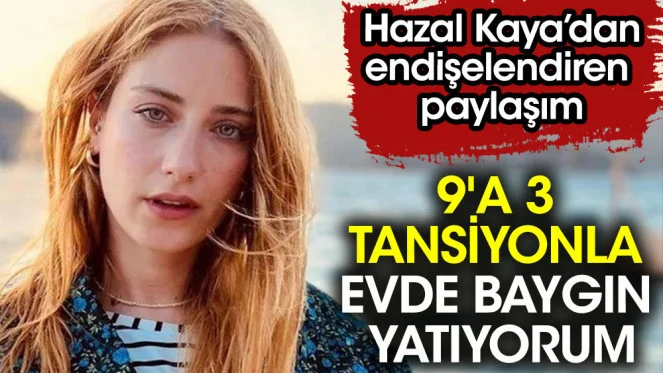 Hazal Kaya’dan
endişelendiren
paylaşım
9'A 3
TANSİYONLA
EVDE BAYGIN
YATIYORUM